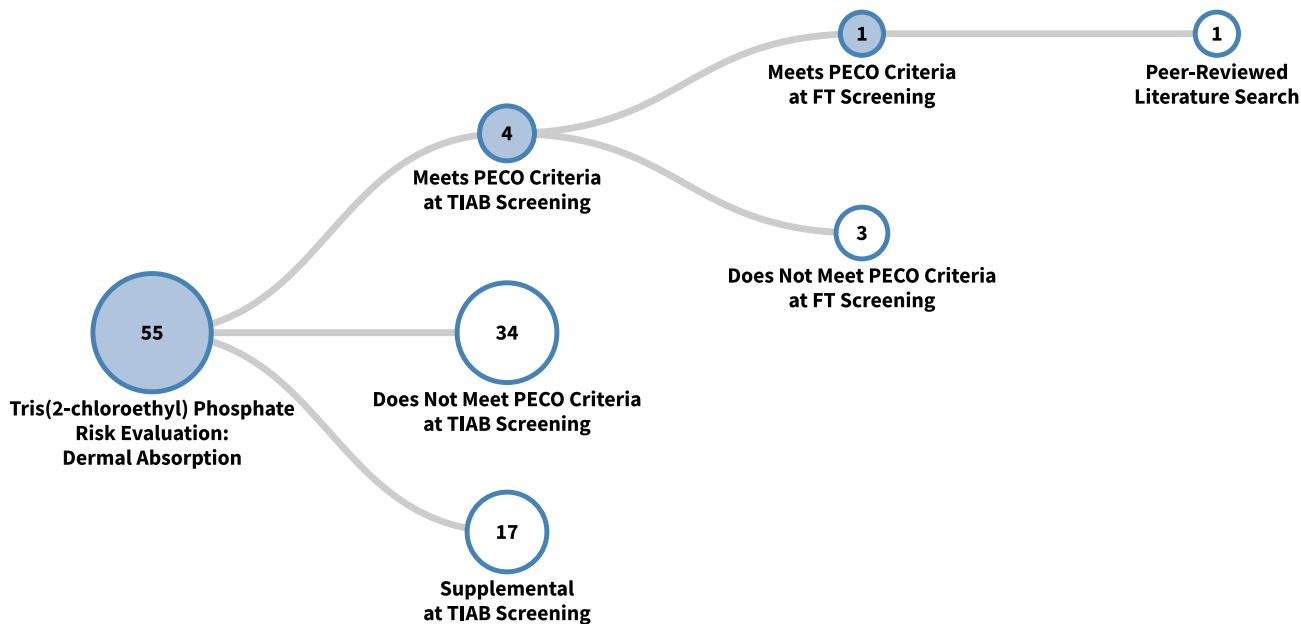 1
Meets PECO Criteria
at FT Screening
1
Peer-Reviewed
Literature Search
4
Meets PECO Criteria
at TIAB Screening
3
Does Not Meet PECO Criteria
at FT Screening
55
Tris(2-chloroethyl) Phosphate
Risk Evaluation:
Dermal Absorption
34
Does Not Meet PECO Criteria
at TIAB Screening
17
Supplemental
at TIAB Screening